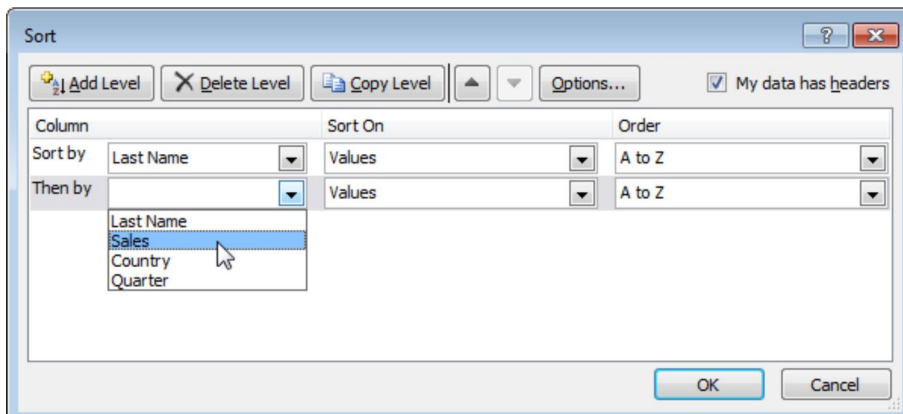 Sort
Add Level Delete Level Copy Level Options... My data has headers
Column Sort On Order
Sort by Last Name Values A to Z
Then by Values A to Z
Last Name
Sales
Country
Quarter
OK Cancel